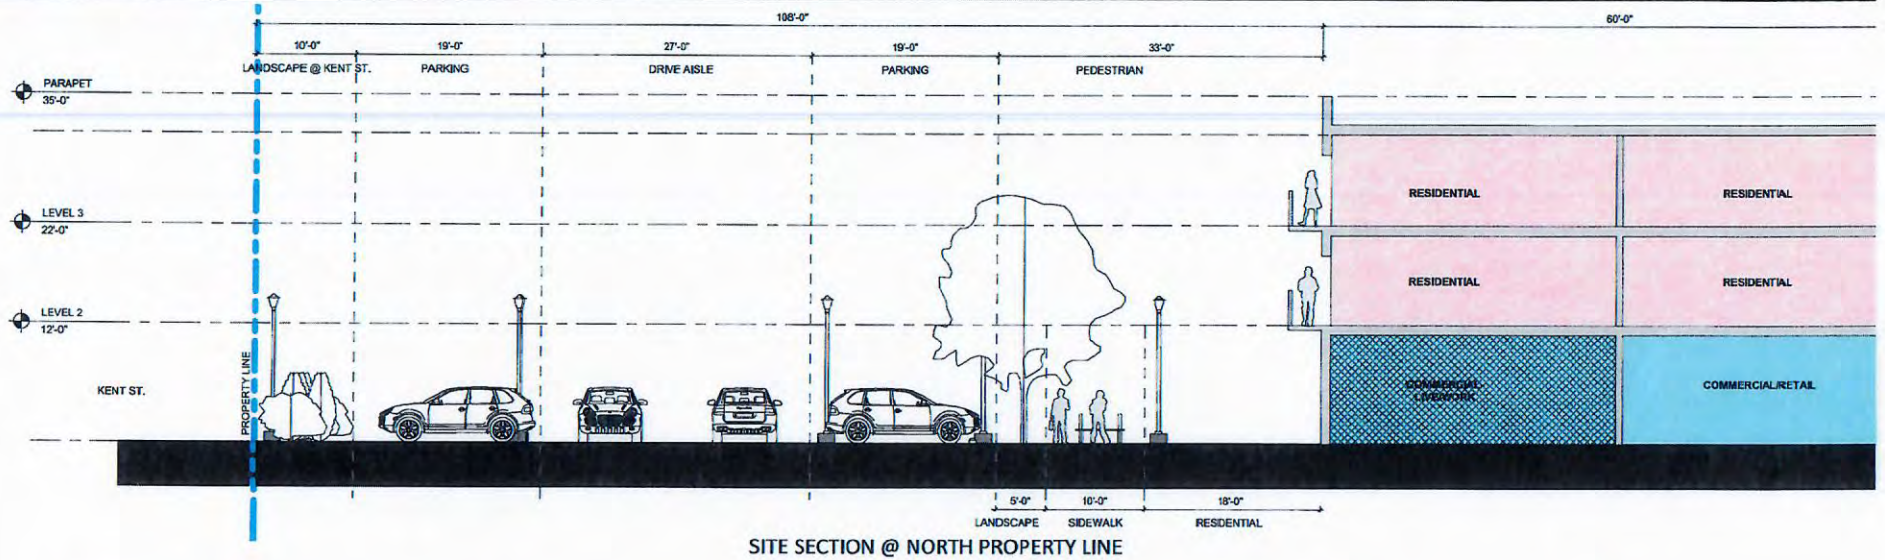 108'-0"
60'-0"
10'-0"
19'-0"
27'-0"
19'-0"
33'-0"
LANDSCAPE @ KENT ST.
PARKING
DRIVE AISLE
PARKING
PEDESTRIAN
PARAPET
35'-0"
RESIDENTIAL
RESIDENTIAL
LEVEL 3
22'-0"
RESIDENTIAL
RESIDENTIAL
LEVEL 2
12'-0"
PROPERTY LINE
KENT ST.
COMMERCIAL
LIVE/WORK
COMMERCIAL/RETAIL
5'-0"
10'-0"
18'-0"
LANDSCAPE
SIDEWALK
RESIDENTIAL
SITE SECTION @ NORTH PROPERTY LINE